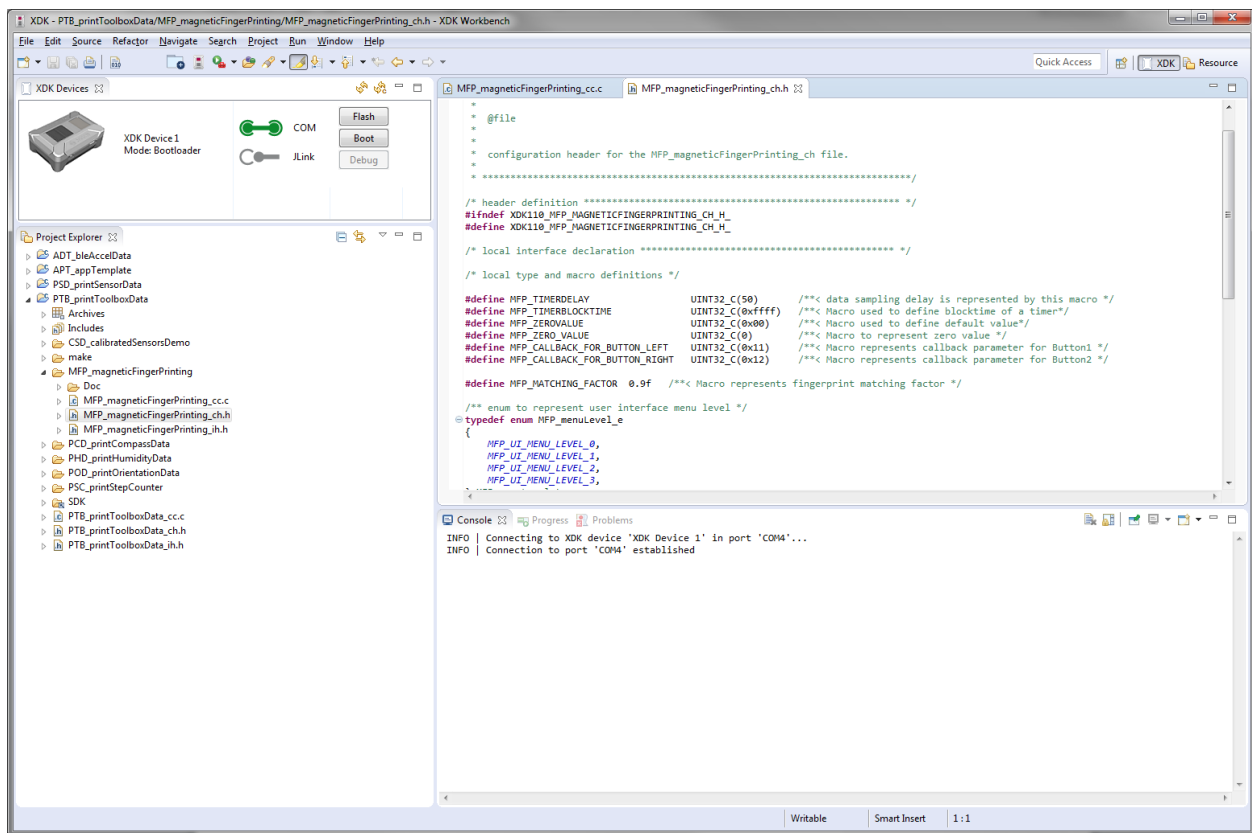 XDK - PTB_printToolboxData/MFP_magneticFingerPrinting/MFP_magneticFingerPrinting_ch.h - XDK Workbench
File Edit Source Refactor Navigate Search Project Run Window Help
Quick Access XDK Resource
XDK Devices
XDK Device 1
Mode: Bootloader
COM
JLink
Flash
Boot
Debug
Project Explorer
ADT_bleAccelData
APT_appTemplate
PSD_printSensorData
PTB_printToolboxData
Archives
Includes
CSD_calibratedSensorsDemo
make
MFP_magneticFingerPrinting
Doc
MFP_magneticFingerPrinting_cc.c
MFP_magneticFingerPrinting_ch.h
MFP_magneticFingerPrinting_ih.h
PCD_printCompassData
PHD_printHumidityData
POD_printOrientationData
PSC_printStepCounter
SDK
PTB_printToolboxData_cc.c
PTB_printToolboxData_ch.h
PTB_printToolboxData_ih.h
MFP_magneticFingerPrinting_cc.c MFP_magneticFingerPrinting_ch.h
*
* @file
*
*
* configuration header for the MFP_magneticFingerPrinting_ch file.
*
* ****************************************************************************/
/* header definition ******************************************************** */
#ifndef XDK110_MFP_MAGNETICFINGERPRINTING_CH_H_
#define XDK110_MFP_MAGNETICFINGERPRINTING_CH_H_
/* local interface declaration ********************************************* */
/* local type and macro definitions */
#define MFP_TIMERDELAY UINT32_C(50) /**< data sampling delay is represented by this macro */
#define MFP_TIMERBLOCKTIME UINT32_C(0xffff) /**< Macro used to define blocktime of a timer*/
#define MFP_ZEROVALUE UINT32_C(0x00) /**< Macro used to define default value*/
#define MFP_ZERO_VALUE UINT32_C(0) /**< Macro to represent zero value */
#define MFP_CALLBACK_FOR_BUTTON_LEFT UINT32_C(0x11) /**< Macro represents callback parameter for Button1 */
#define MFP_CALLBACK_FOR_BUTTON_RIGHT UINT32_C(0x12) /**< Macro represents callback parameter for Button2 */
#define MFP_MATCHING_FACTOR 0.9f /**< Macro represents fingerprint matching factor */
/** enum to represent user interface menu level */
typedef enum MFP_menuLevel_e
{
MFP_UI_MENU_LEVEL_0,
MFP_UI_MENU_LEVEL_1,
MFP_UI_MENU_LEVEL_2,
MFP_UI_MENU_LEVEL_3,
Console Progress Problems
INFO | Connecting to XDK device 'XDK Device 1' in port 'COM4'...
INFO | Connection to port 'COM4' established
Writable Smart Insert 1:1